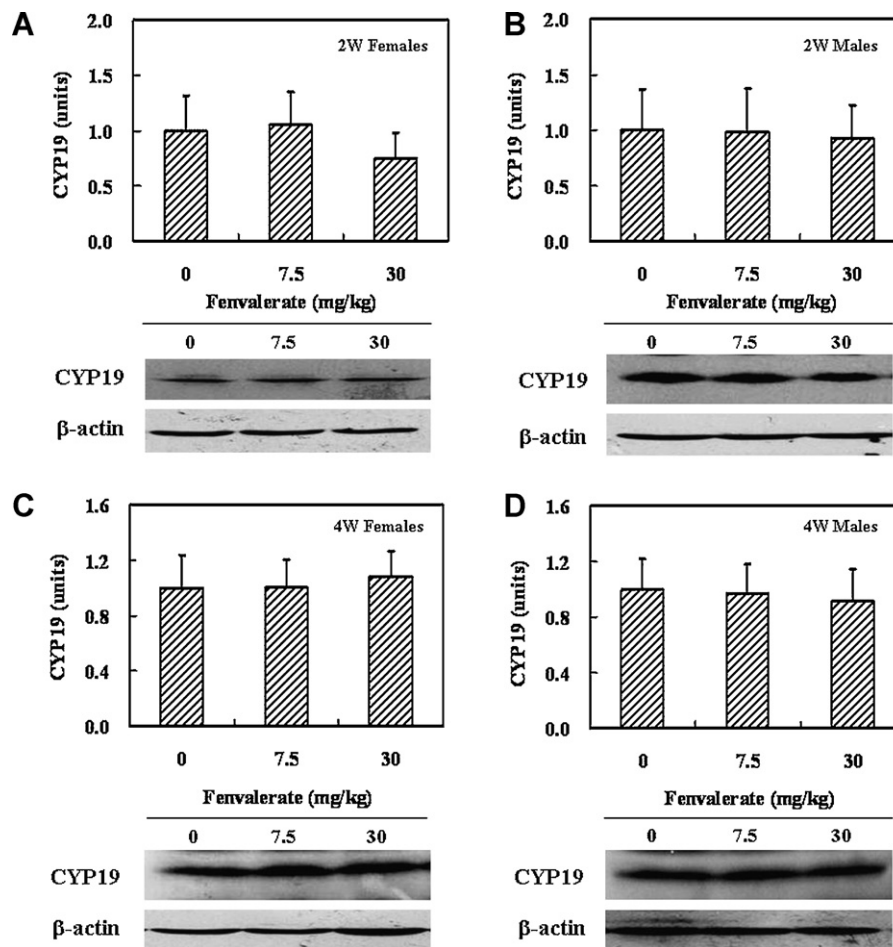 A
2.0
1.5
1.0
0.5
0.0
CYP19 (units)
2W Females
0 7.5 30
Fenvalerate (mg/kg)
0 7.5 30
CYP19
β-actin
B
2.0
1.5
1.0
0.5
0.0
CYP19 (units)
2W Males
0 7.5 30
Fenvalerate (mg/kg)
0 7.5 30
CYP19
β-actin
C
1.6
1.2
0.8
0.4
0.0
CYP19 (units)
4W Females
0 7.5 30
Fenvalerate (mg/kg)
0 7.5 30
CYP19
β-actin
D
1.6
1.2
0.8
0.4
0.0
CYP19 (units)
4W Males
0 7.5 30
Fenvalerate (mg/kg)
0 7.5 30
CYP19
β-actin